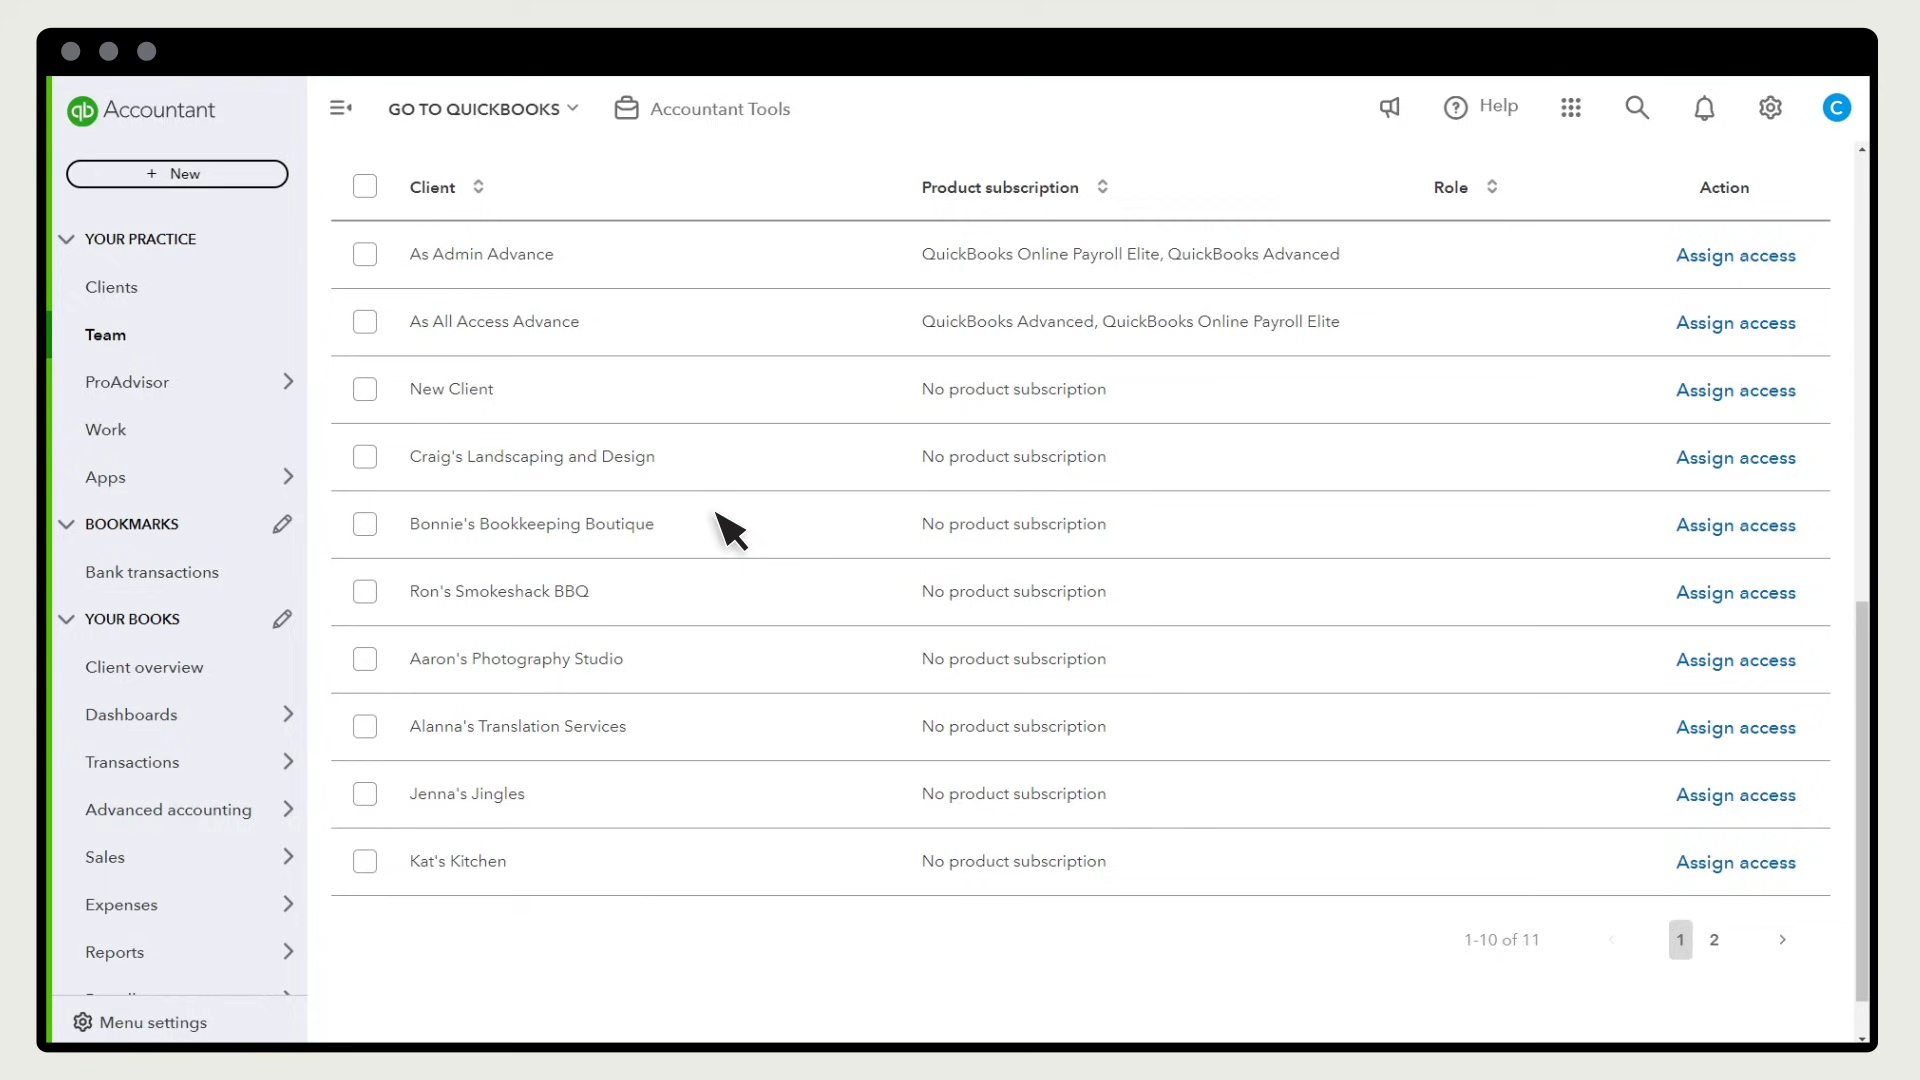 qb Accountant
GO TO QUICKBOOKS
Accountant Tools
Help
C
+ New
YOUR PRACTICE
Clients
Team
ProAdvisor
Work
Apps
BOOKMARKS
Bank transactions
YOUR BOOKS
Client overview
Dashboards
Transactions
Advanced accounting
Sales
Expenses
Reports
Menu settings
Client Product subscription Role Action
As Admin Advance QuickBooks Online Payroll Elite, QuickBooks Advanced Assign access
As All Access Advance QuickBooks Advanced, QuickBooks Online Payroll Elite Assign access
New Client No product subscription Assign access
Craig's Landscaping and Design No product subscription Assign access
Bonnie's Bookkeeping Boutique No product subscription Assign access
Ron's Smokeshack BBQ No product subscription Assign access
Aaron's Photography Studio No product subscription Assign access
Alanna's Translation Services No product subscription Assign access
Jenna's Jingles No product subscription Assign access
Kat's Kitchen No product subscription Assign access
1-10 of 11 1 2